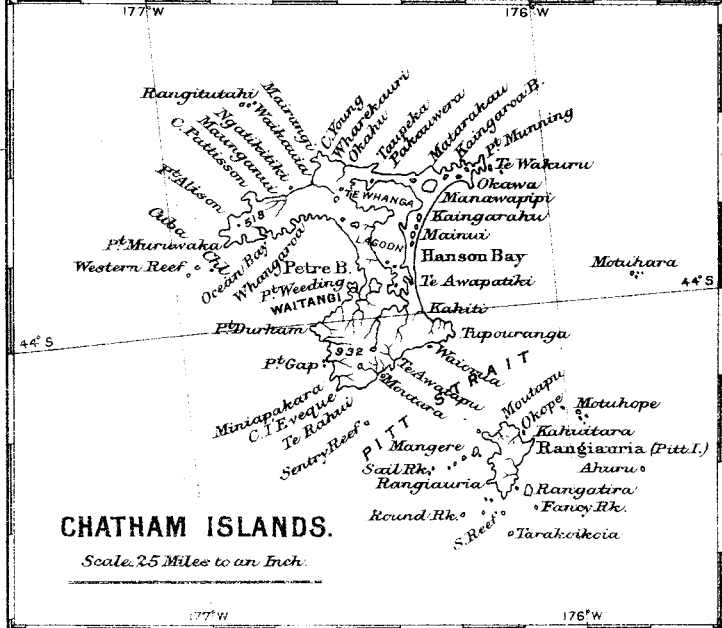 177°W
176°W
Rangitutahi
Waikauia
Mairangi
C. Young
Wharekauri
Okahu
Taupeka
Pakauwera
Matarakau
Kaingaroa B.
Pt Munning
Te Wakuru
Okawa
Manawapipi
Kaingarahu
Mainui
Hanson Bay
Te Awapatiki
Kahiti
Tupouranga
Motuhara
44°S
Ngatikitiki
Maunganui
C. Pattisson
Pt Alison
518
Cuba
Chl.
Pt Muruwaka
Western Reef
Ocean Bay
Whangaroa
TE WHANGA
LAGOON
Petre B.
Pt Weeding
WAITANGI
44°S
Pt Durham
932
Pt Gap
Miniapakara
C. I'Eveque
Te Rahui
Sentry Reef
Moutara
Te Awatapu
PITT STRAIT
Moutapu
Okope
Motuhope
Kahuitara
Rangiauria (Pitt I.)
Ahuru
Mangere
Sail Rk.
Rangiauria
Rangatira
Fancy Rk.
Round Rk.
S. Reef
Tarakoikoia
CHATHAM ISLANDS.
Scale 25 Miles to an Inch.
177°W
176°W